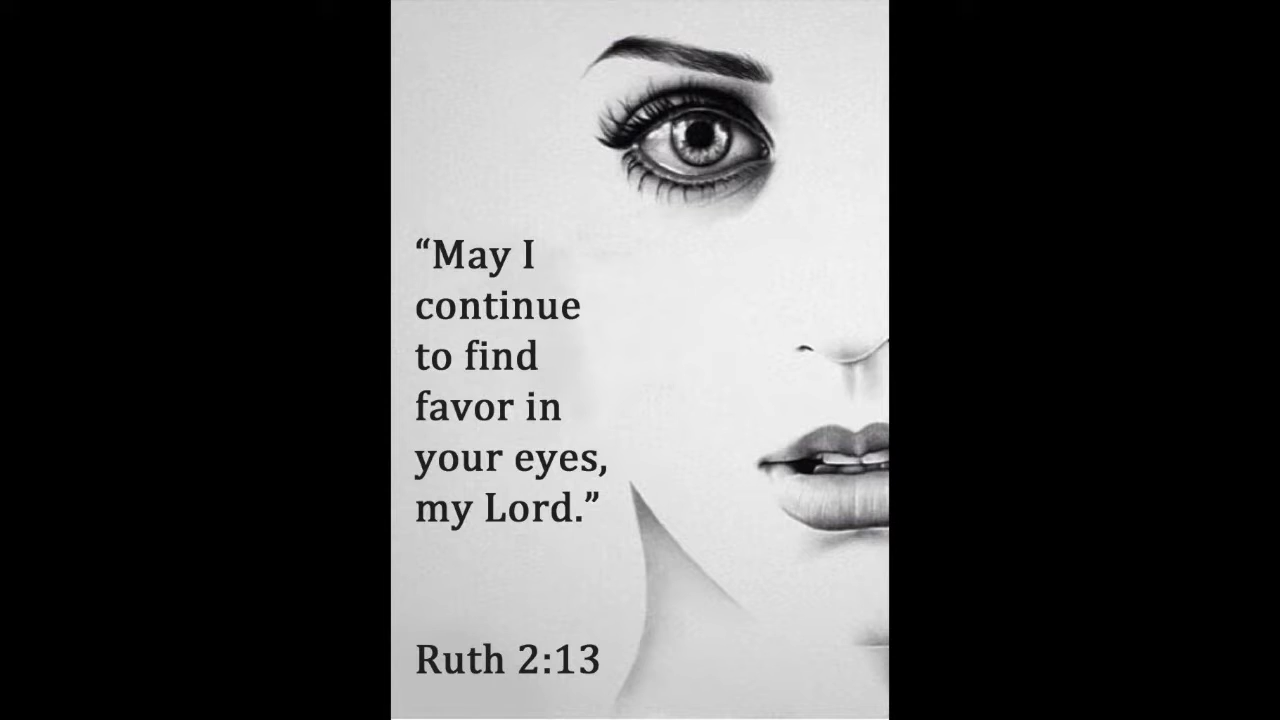 “May I
continue
to find
favor in
your eyes,
my Lord.”
Ruth 2:13